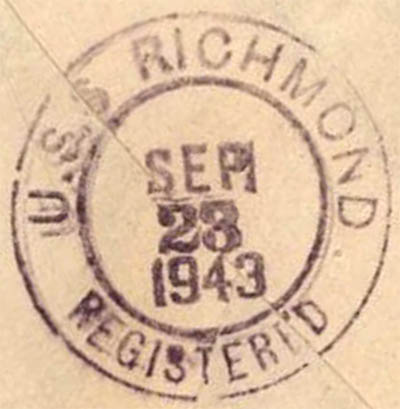 U.S.S RICHMOND.
SEP
23
1943
REGISTERED